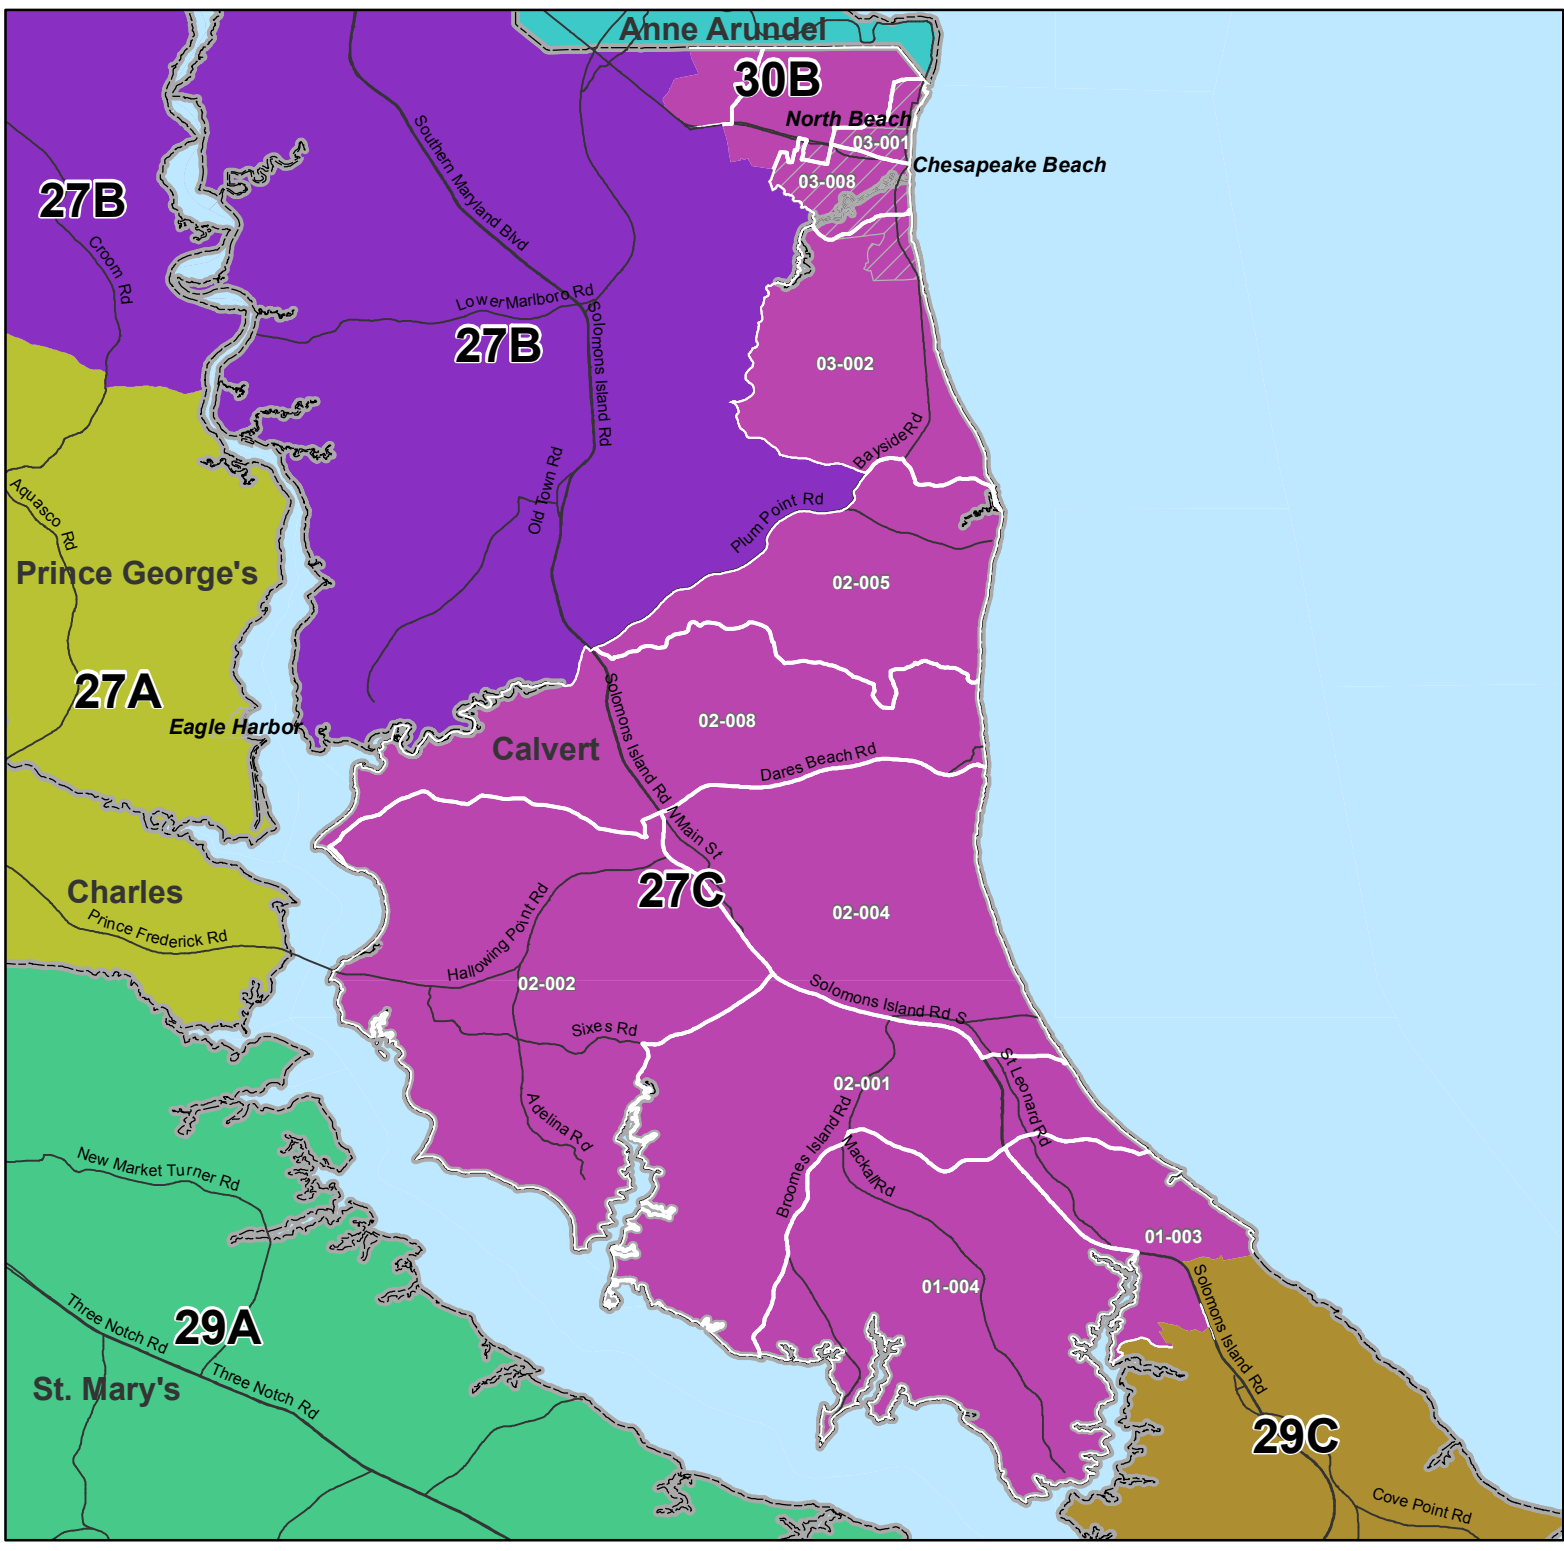 Anne Arundel
30B
North Beach
03-001
Chesapeake Beach
03-008
Southern Maryland Blvd
27B
Croom Rd
Lower Marlboro Rd
27B
Solomons Island Rd
03-002
Bayside Rd
Old Town Rd
Plum Point Rd
Aquasco Rd
Prince George's
02-005
27A
Eagle Harbor
Solomons Island Rd
02-008
Calvert
Dares Beach Rd
N Main St
Charles
27C
Hallowing Point Rd
02-004
Prince Frederick Rd
02-002
Solomons Island Rd S
Sixes Rd
St Leonard Rd
02-001
Adelina Rd
Broomes Island Rd
Mackall Rd
New Market Turner Rd
01-003
01-004
Three Notch Rd
29A
Solomons Island Rd
Three Notch Rd
St. Mary's
29C
Cove Point Rd